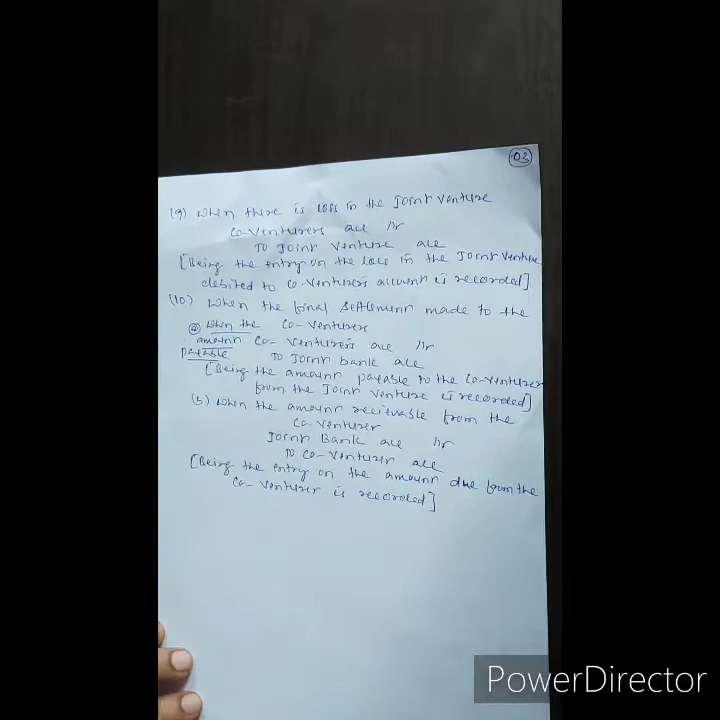 03
(9) When there is loss in the Joint venture
Co-Venturers a/c Dr
To Joint Venture a/c
[Being the entry on the loss in the Joint Venture
debited to Co-Venturers account is recorded]
(10) When the final settlement made to the
(a) When the Co-Venturers
amount Co-Venturers a/c Dr
payable To Joint bank a/c
[Being the amount payable to the Co-Venturer
from the Joint Venture is recorded]
(b) When the amount recievable from the
Co-Venturer
Joint Bank a/c Dr
To Co-Venturer a/c
[Being the entry on the amount due from the
Co-Venturer is recorded]
PowerDirector